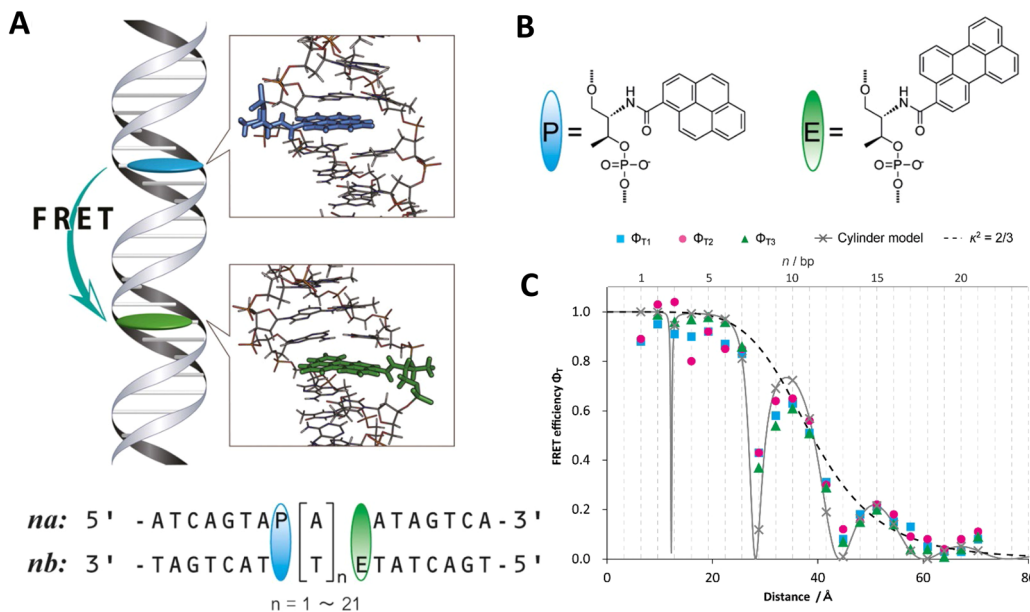 A
FRET
na: 5' -ATCAGTAP[A]ATAGTCA-3'
nb: 3' -TAGTCAT[T]nETATCAGT-5'
n = 1 ~ 21
B
P =
O
N
H
O
O
O=P-O-
O
E =
O
N
H
O
O
O=P-O-
O
ΦT1 ΦT2 ΦT3 Cylinder model κ² = 2/3
C
n / bp
1 5 10 15 20
FRET efficiency ΦT
1.0
0.8
0.6
0.4
0.2
0.0
0 20 40 60 80
Distance / Å